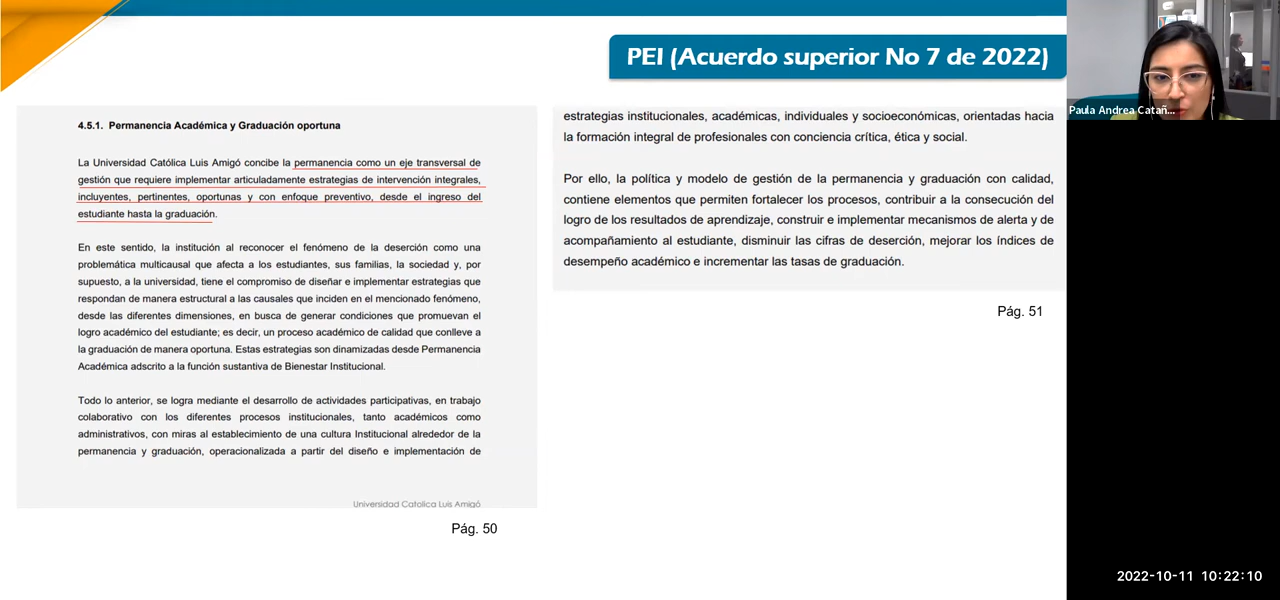 PEI (Acuerdo superior No 7 de 2022)
4.5.1. Permanencia Académica y Graduación oportuna
La Universidad Católica Luis Amigó concibe la permanencia como un eje transversal de
gestión que requiere implementar articuladamente estrategias de intervención integrales,
incluyentes, pertinentes, oportunas y con enfoque preventivo, desde el ingreso del
estudiante hasta la graduación.
En este sentido, la institución al reconocer el fenómeno de la deserción como una
problemática multicausal que afecta a los estudiantes, sus familias, la sociedad y, por
supuesto, a la universidad, tiene el compromiso de diseñar e implementar estrategias que
respondan de manera estructural a las causales que inciden en el mencionado fenómeno,
desde las diferentes dimensiones, en busca de generar condiciones que promuevan el
logro académico del estudiante; es decir, un proceso académico de calidad que conlleve a
la graduación de manera oportuna. Estas estrategias son dinamizadas desde Permanencia
Académica adscrito a la función sustantiva de Bienestar Institucional.
Todo lo anterior, se logra mediante el desarrollo de actividades participativas, en trabajo
colaborativo con los diferentes procesos institucionales, tanto académicos como
administrativos, con miras al establecimiento de una cultura Institucional alrededor de la
permanencia y graduación, operacionalizada a partir del diseño e implementación de
Universidad Catolica Luis Amigó
Pág. 50
estrategias institucionales, académicas, individuales y socioeconómicas, orientadas hacia
la formación integral de profesionales con conciencia crítica, ética y social.
Por ello, la política y modelo de gestión de la permanencia y graduación con calidad,
contiene elementos que permiten fortalecer los procesos, contribuir a la consecución del
logro de los resultados de aprendizaje, construir e implementar mecanismos de alerta y de
acompañamiento al estudiante, disminuir las cifras de deserción, mejorar los índices de
desempeño académico e incrementar las tasas de graduación.
Pág. 51
Paula Andrea Catañ...
2022-10-11 10:22:10